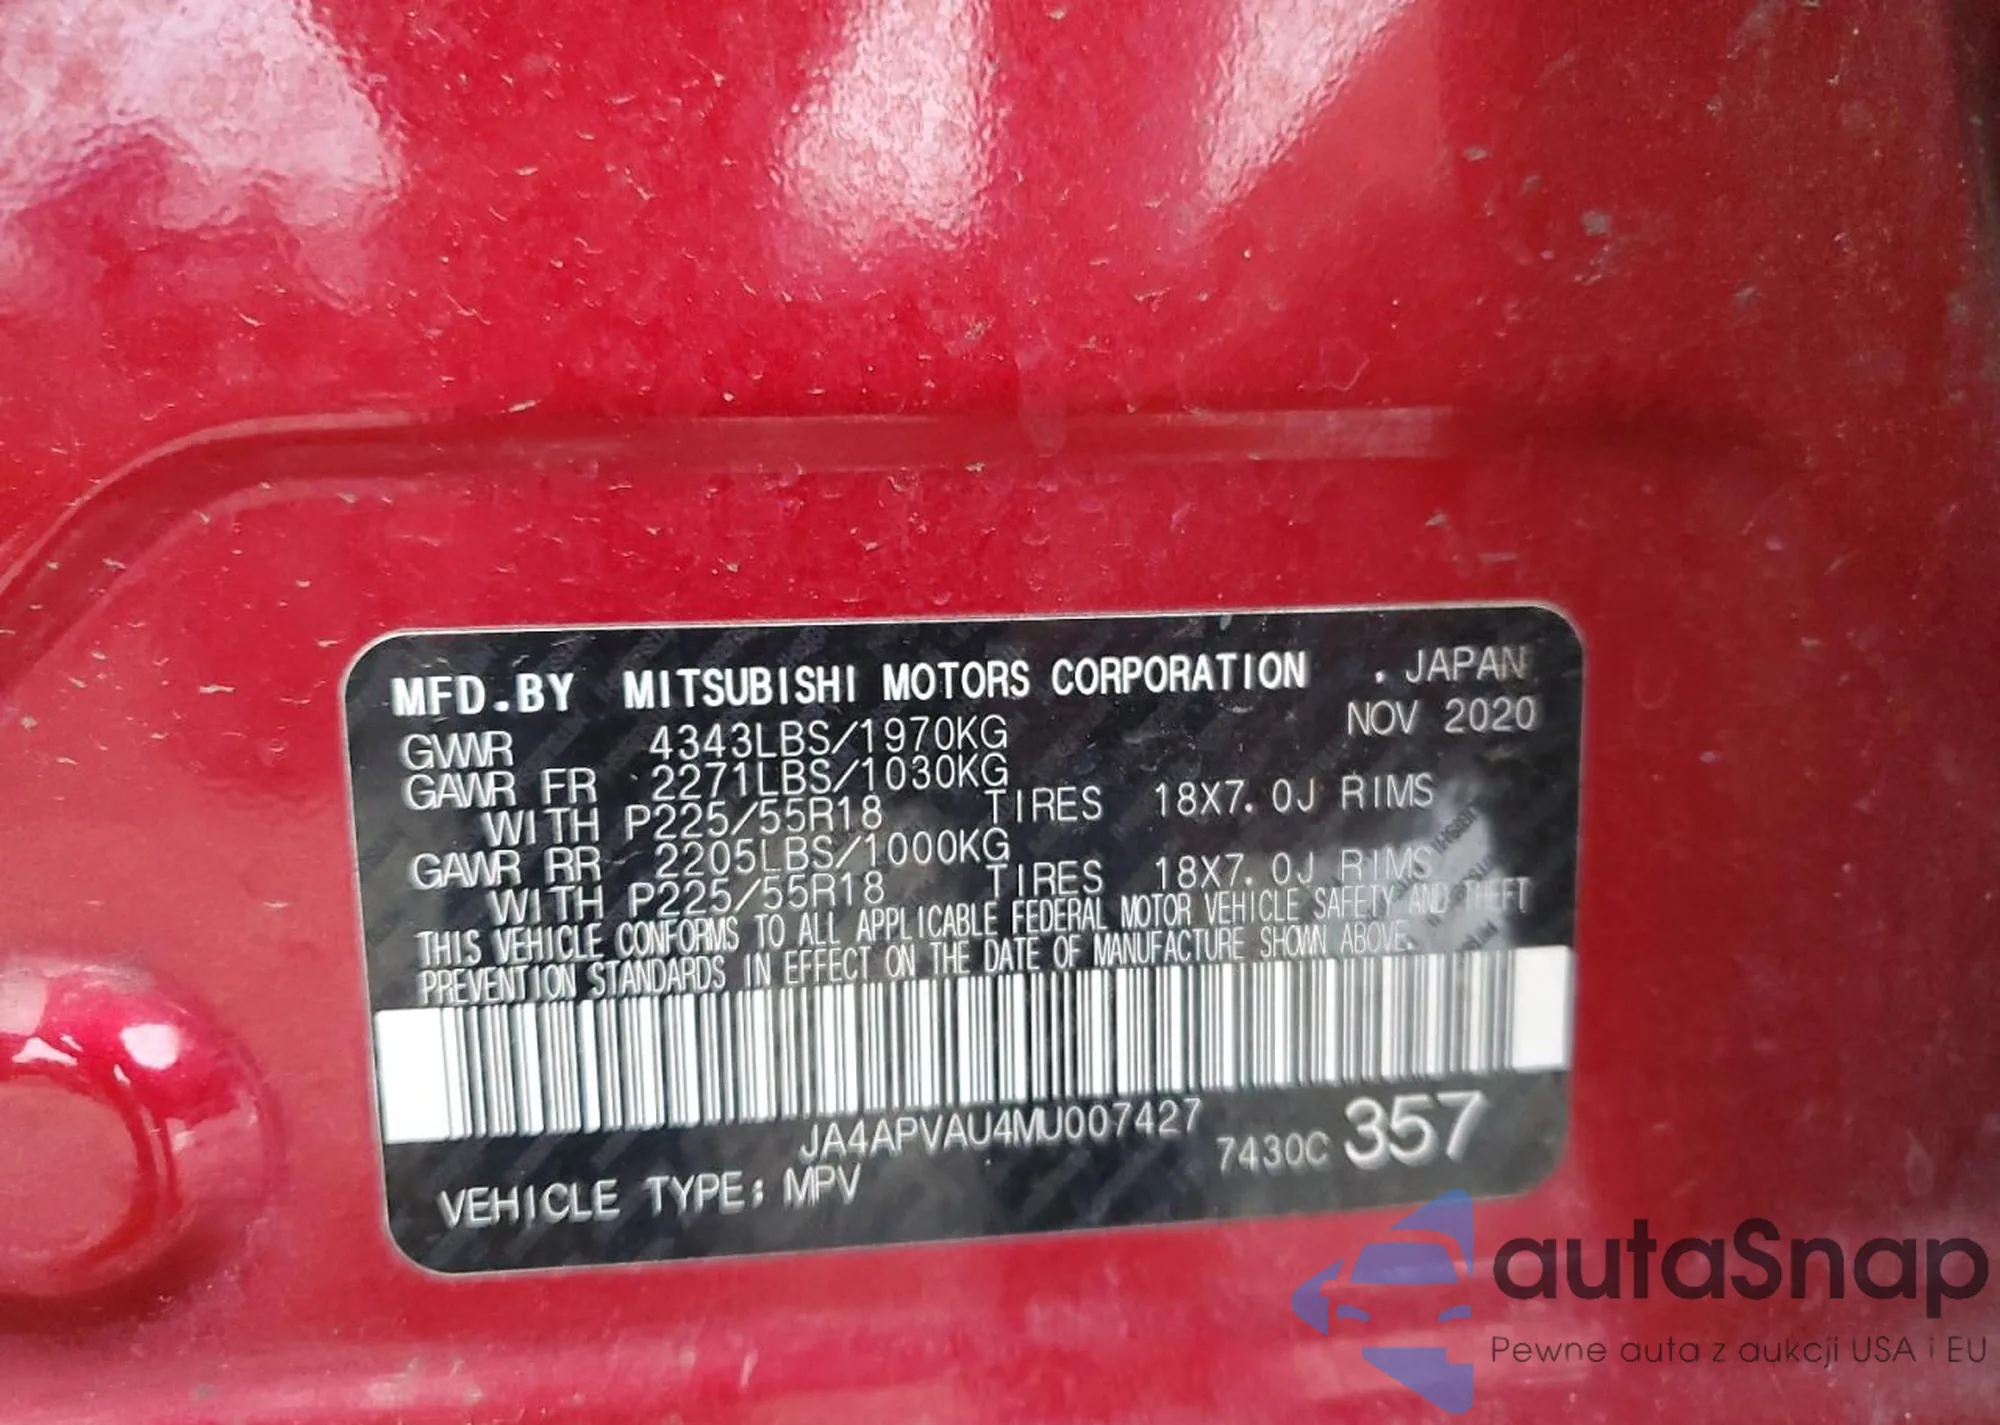 MFD.BY MITSUBISHI MOTORS CORPORATION . JAPAN
GVWR 4343LBS/1970KG NOV 2020
GAWR FR 2271LBS/1030KG
WITH P225/55R18 TIRES 18X7.0J RIMS
GAWR RR 2205LBS/1000KG
WITH P225/55R18 TIRES 18X7.0J RIMS
THIS VEHICLE CONFORMS TO ALL APPLICABLE FEDERAL MOTOR VEHICLE SAFETY AND THEFT
PREVENTION STANDARDS IN EFFECT ON THE DATE OF MANUFACTURE SHOWN ABOVE.
JA4APVAU4MU007427 7430C 357
VEHICLE TYPE: MPV
autaSnap
Pewne auta z aukcji USA i EU